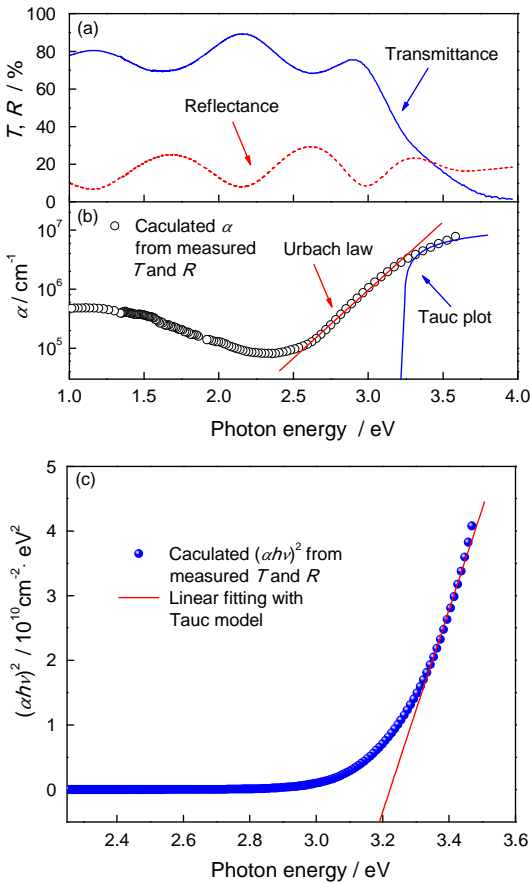 (a)
100
80
60
40
20
0
T, R / %
Transmittance
Reflectance
(b)
10^7
10^6
10^5
α / cm^-1
Caculated α
from measured
T and R
Urbach law
Tauc plot
1.0 1.5 2.0 2.5 3.0 3.5 4.0
Photon energy / eV
(c)
5
4
3
2
1
0
(αhν)^2 / 10^10 cm^-2· eV^2
Caculated (αhν)^2 from
measured T and R
Linear fitting with
Tauc model
2.4 2.6 2.8 3.0 3.2 3.4 3.6
Photon energy / eV